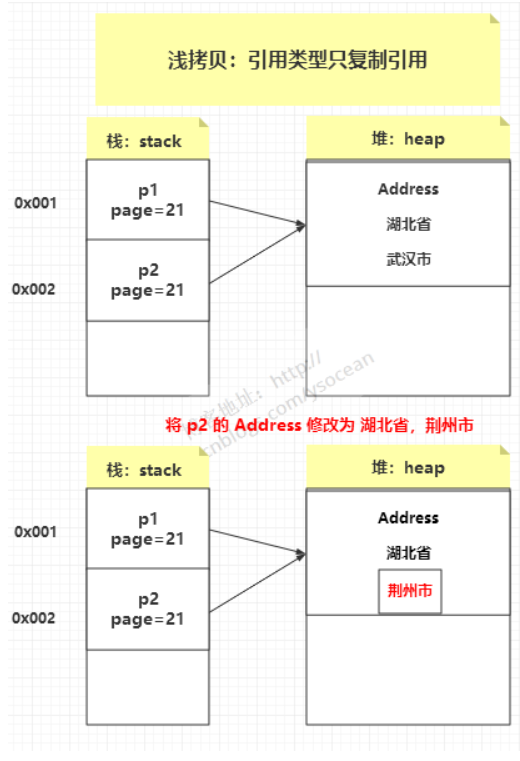 浅拷贝：引用类型只复制引用
栈：stack
堆：heap
0x001
p1
page=21
Address
湖北省
武汉市
0x002
p2
page=21
地址：http://
cnblogs.com/ysocean
将 p2 的 Address 修改为 湖北省，荆州市
栈：stack
堆：heap
0x001
p1
page=21
Address
湖北省
荆州市
0x002
p2
page=21